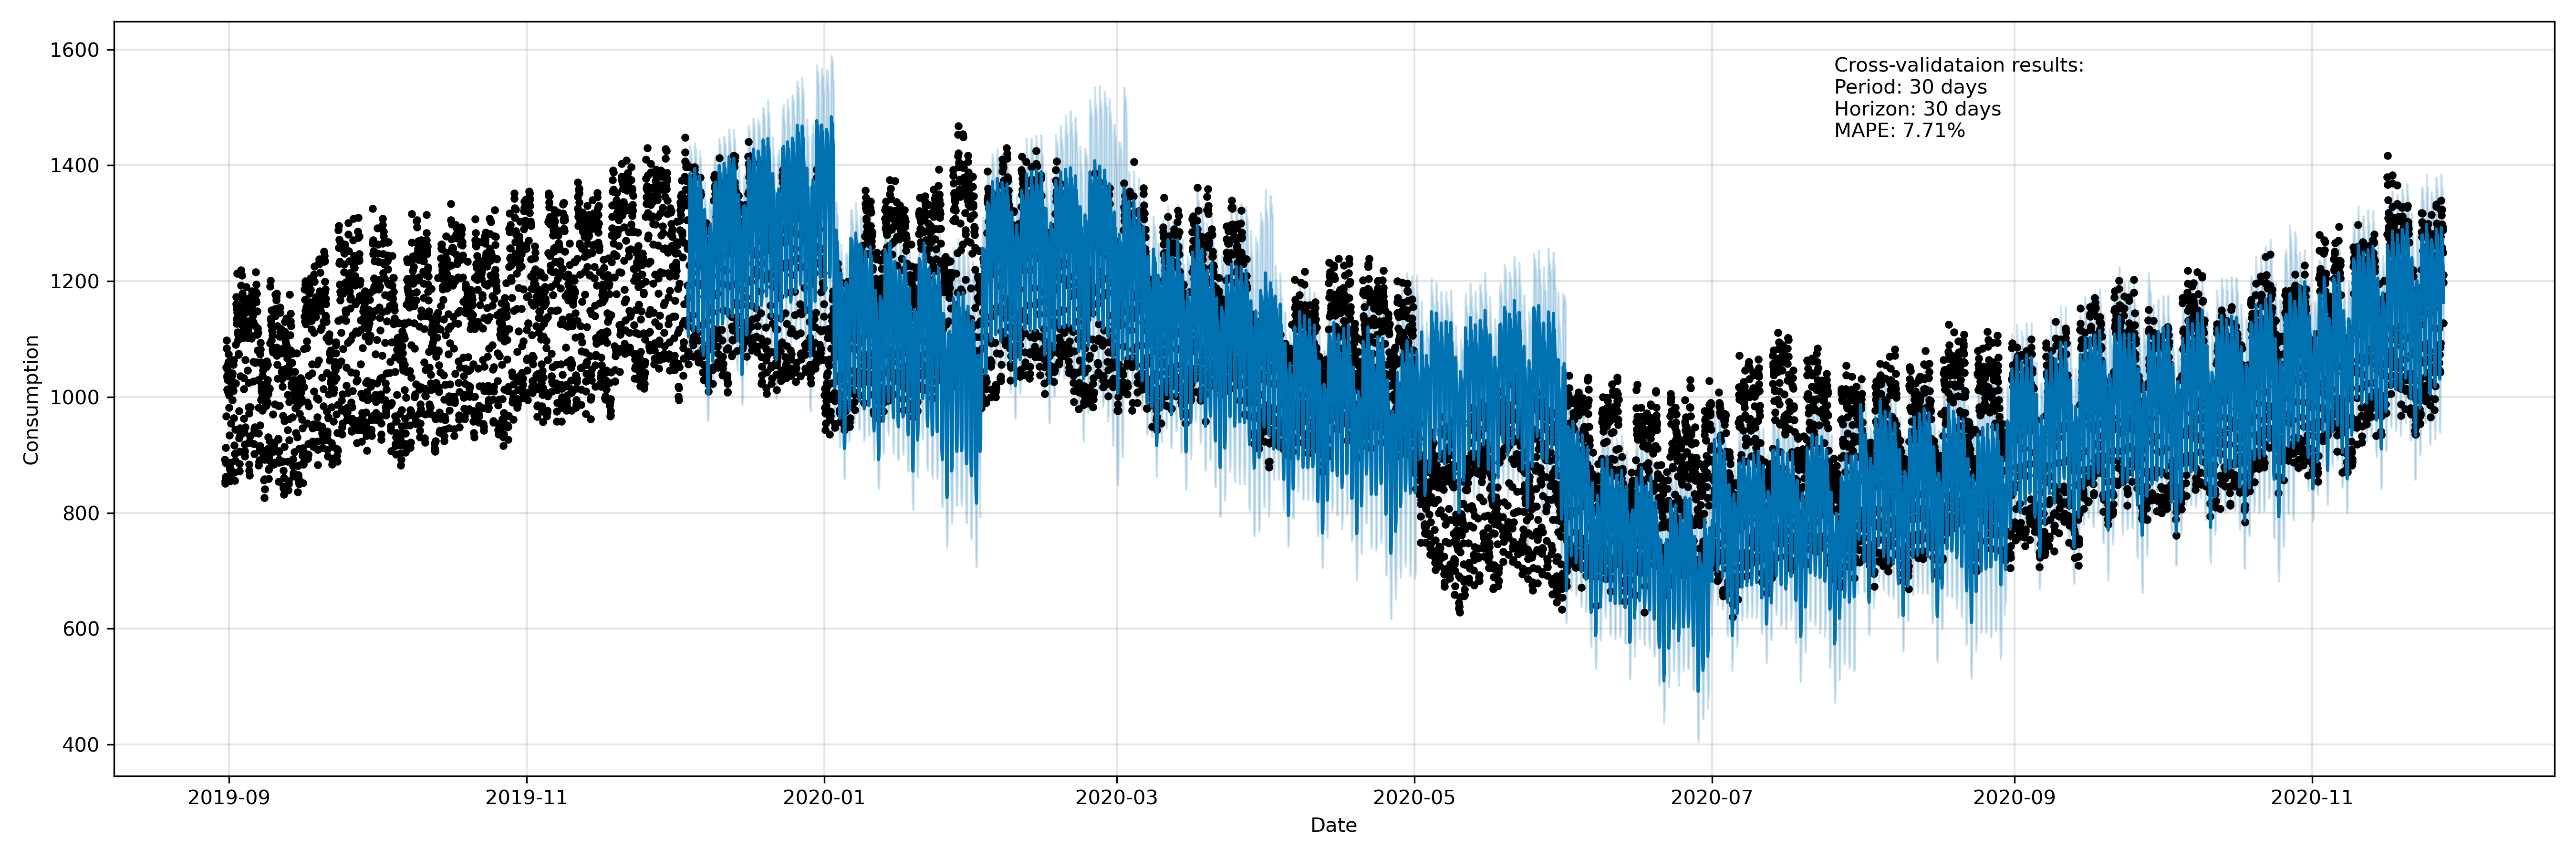 1600
1400
1200
1000
800
600
400
Consumption
Cross-validataion results:
Period: 30 days
Horizon: 30 days
MAPE: 7.71%
2019-09
2019-11
2020-01
2020-03
2020-05
2020-07
2020-09
2020-11
Date